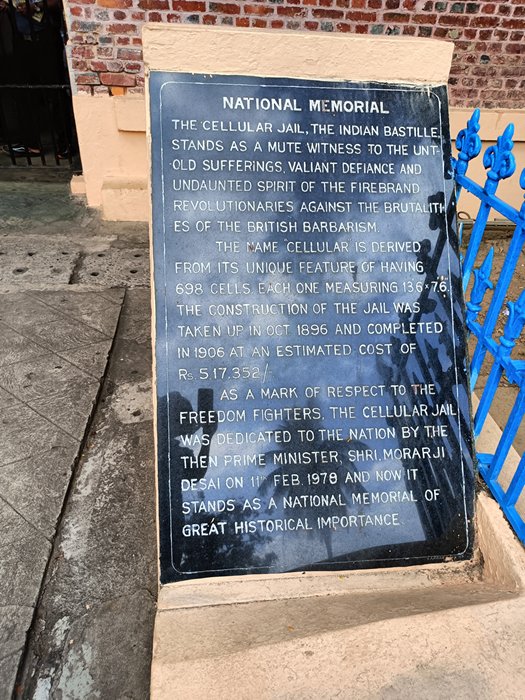 NATIONAL MEMORIAL
THE 'CELLULAR JAIL, THE INDIAN BASTILLE,
STANDS AS A MUTE WITNESS TO THE UNT-
OLD SUFFERINGS, VALIANT DEFIANCE AND
UNDAUNTED SPIRIT OF THE FIREBRAND
REVOLUTIONARIES AGAINST THE BRUTALITI-
ES OF THE BRITISH BARBARISM.
THE NAME 'CELLULAR' IS DERIVED
FROM ITS UNIQUE FEATURE OF HAVING
698 CELLS, EACH ONE MEASURING 13.6×7.6.
THE CONSTRUCTION OF THE JAIL WAS
TAKEN UP IN OCT. 1896 AND COMPLETED
IN 1906 AT AN ESTIMATED COST OF
Rs. 5,17,352/-
AS A MARK OF RESPECT TO THE
FREEDOM FIGHTERS, THE CELLULAR JAIL
WAS DEDICATED TO THE NATION BY THE
THEN PRIME MINISTER, SHRI. MORARJI
DESAI ON 11TH FEB. 1978 AND NOW IT
STANDS AS A NATIONAL MEMORIAL OF
GREAT HISTORICAL IMPORTANCE.